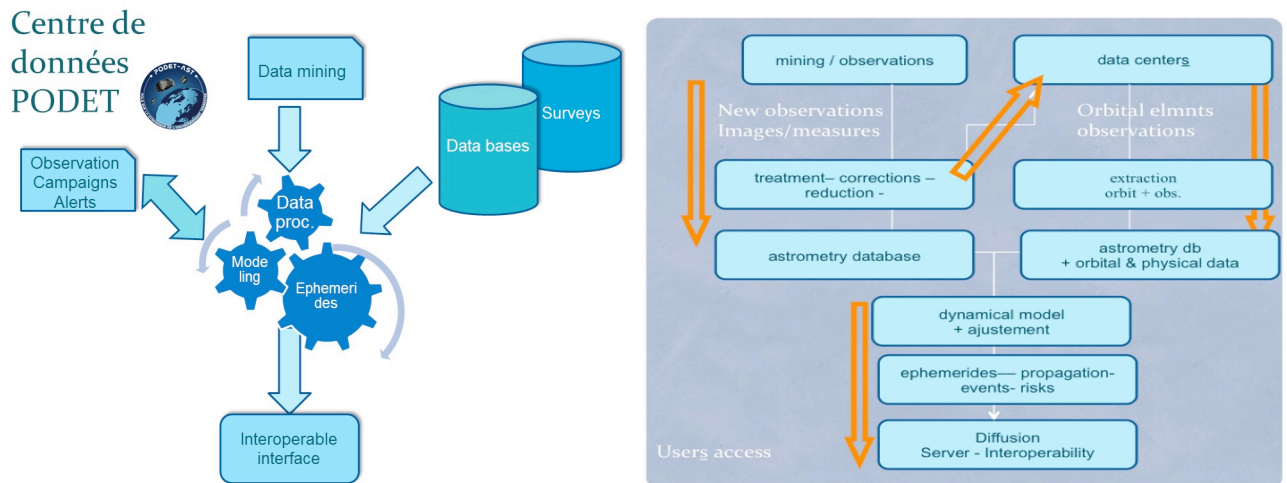 Centre de
données
PODET
PODET-AST
Data mining
Surveys
Data bases
Observation
Campaigns
Alerts
Data
proc.
Mode
ling
Ephemeri
des
Interoperable
interface
mining / observations
data centers
New observations
Images/measures
Orbital elmnts
observations
treatment– corrections –
reduction -
extraction
orbit + obs.
astrometry database
astrometry db
+ orbital & physical data
dynamical model
+ ajustement
ephemerides–– propagation-
events- risks
Diffusion
Server - Interoperability
Users access